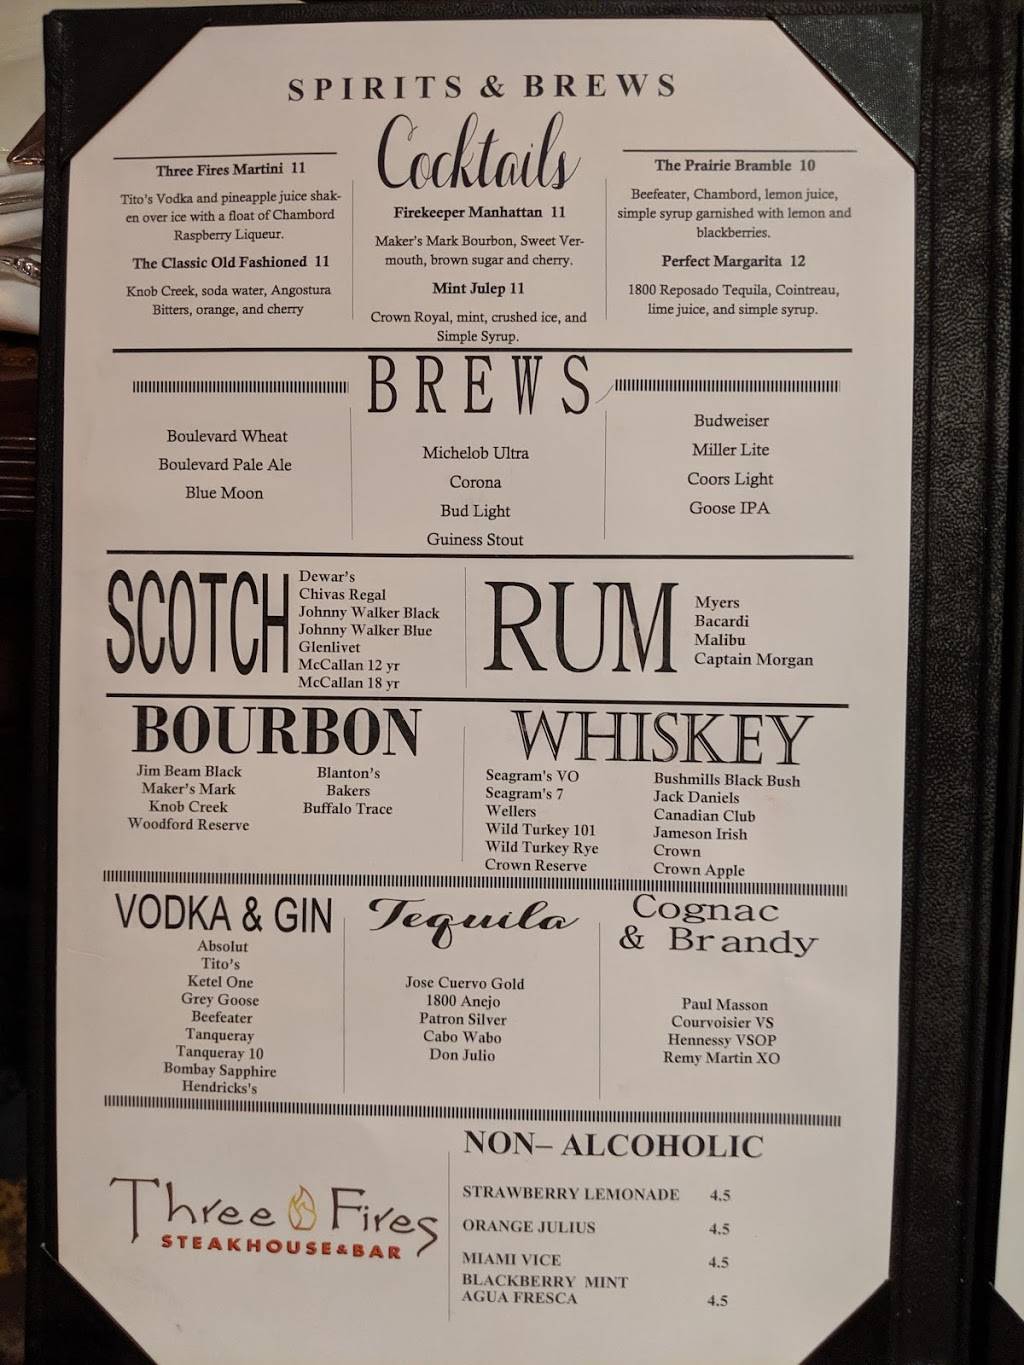 SPIRITS & BREWS
Cocktails
Three Fires Martini 11
Tito's Vodka and pineapple juice shak-
en over ice with a float of Chambord
Raspberry Liqueur.
The Classic Old Fashioned 11
Knob Creek, soda water, Angostura
Bitters, orange, and cherry
Firekeeper Manhattan 11
Maker's Mark Bourbon, Sweet Ver-
mouth, brown sugar and cherry.
Mint Julep 11
Crown Royal, mint, crushed ice, and
Simple Syrup.
The Prairie Bramble 10
Beefeater, Chambord, lemon juice,
simple syrup garnished with lemon and
blackberries.
Perfect Margarita 12
1800 Reposado Tequila, Cointreau,
lime juice, and simple syrup.
BREWS
Boulevard Wheat
Boulevard Pale Ale
Blue Moon
Michelob Ultra
Corona
Bud Light
Guiness Stout
Budweiser
Miller Lite
Coors Light
Goose IPA
SCOTCH
Dewar's
Chivas Regal
Johnny Walker Black
Johnny Walker Blue
Glenlivet
McCallan 12 yr
McCallan 18 yr
RUM
Myers
Bacardi
Malibu
Captain Morgan
BOURBON
Jim Beam Black
Maker's Mark
Knob Creek
Woodford Reserve
Blanton's
Bakers
Buffalo Trace
WHISKEY
Seagram's VO
Seagram's 7
Wellers
Wild Turkey 101
Wild Turkey Rye
Crown Reserve
Bushmills Black Bush
Jack Daniels
Canadian Club
Jameson Irish
Crown
Crown Apple
VODKA & GIN
Absolut
Tito's
Ketel One
Grey Goose
Beefeater
Tanqueray
Tanqueray 10
Bombay Sapphire
Hendricks's
Tequila
Jose Cuervo Gold
1800 Anejo
Patron Silver
Cabo Wabo
Don Julio
Cognac
& Brandy
Paul Masson
Courvoisier VS
Hennessy VSOP
Remy Martin XO
Three Fires
STEAKHOUSE&BAR
NON– ALCOHOLIC
STRAWBERRY LEMONADE 4.5
ORANGE JULIUS 4.5
MIAMI VICE 4.5
BLACKBERRY MINT
AGUA FRESCA 4.5